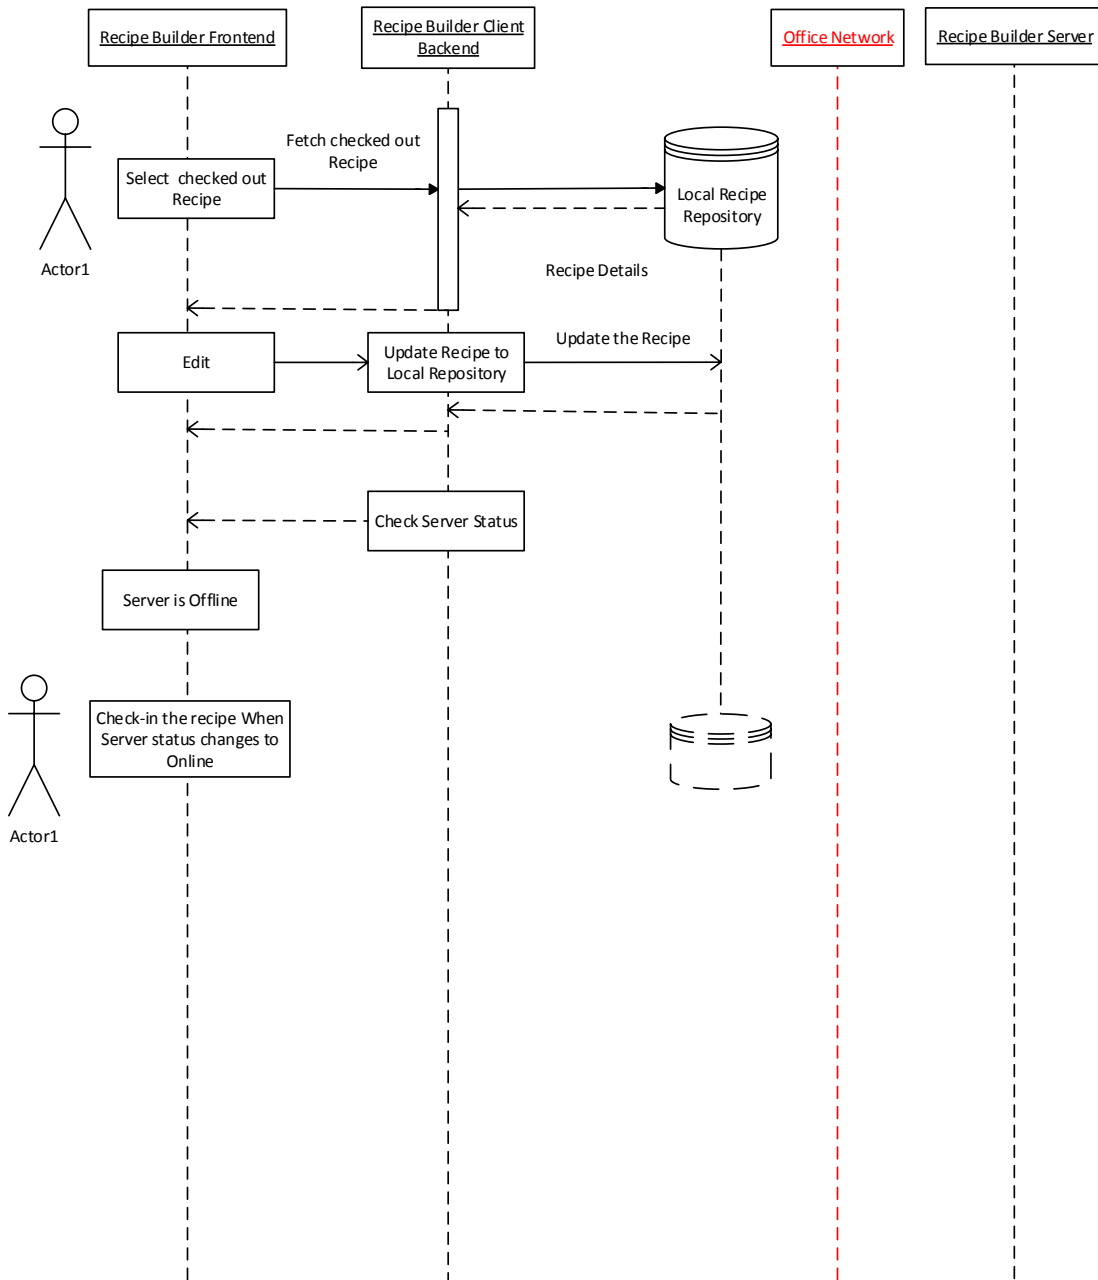 Recipe Builder Frontend
Recipe Builder Client
Backend
Office Network
Recipe Builder Server
Fetch checked out
Recipe
Select checked out
Recipe
Local Recipe
Repository
Actor1
Recipe Details
Edit
Update Recipe to
Local Repository
Update the Recipe
Check Server Status
Server is Offline
Check-in the recipe When
Server status changes to
Online
Actor1